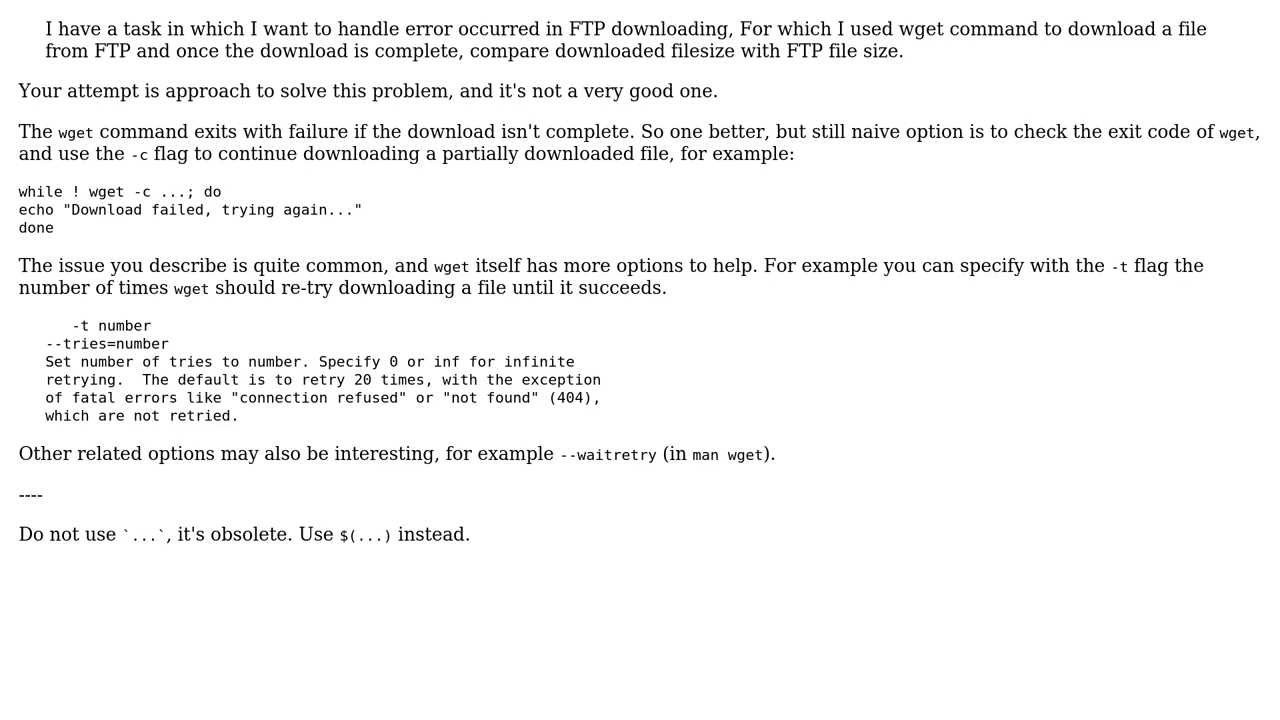 I have a task in which I want to handle error occurred in FTP downloading, For which I used wget command to download a file
from FTP and once the download is complete, compare downloaded filesize with FTP file size.
Your attempt is approach to solve this problem, and it's not a very good one.
The wget command exits with failure if the download isn't complete. So one better, but still naive option is to check the exit code of wget,
and use the -c flag to continue downloading a partially downloaded file, for example:
while ! wget -c ...; do
echo "Download failed, trying again..."
done
The issue you describe is quite common, and wget itself has more options to help. For example you can specify with the -t flag the
number of times wget should re-try downloading a file until it succeeds.
-t number
--tries=number
Set number of tries to number. Specify 0 or inf for infinite
retrying.  The default is to retry 20 times, with the exception
of fatal errors like "connection refused" or "not found" (404),
which are not retried.
Other related options may also be interesting, for example --waitretry (in man wget).
----
Do not use `...`, it's obsolete. Use $(...) instead.